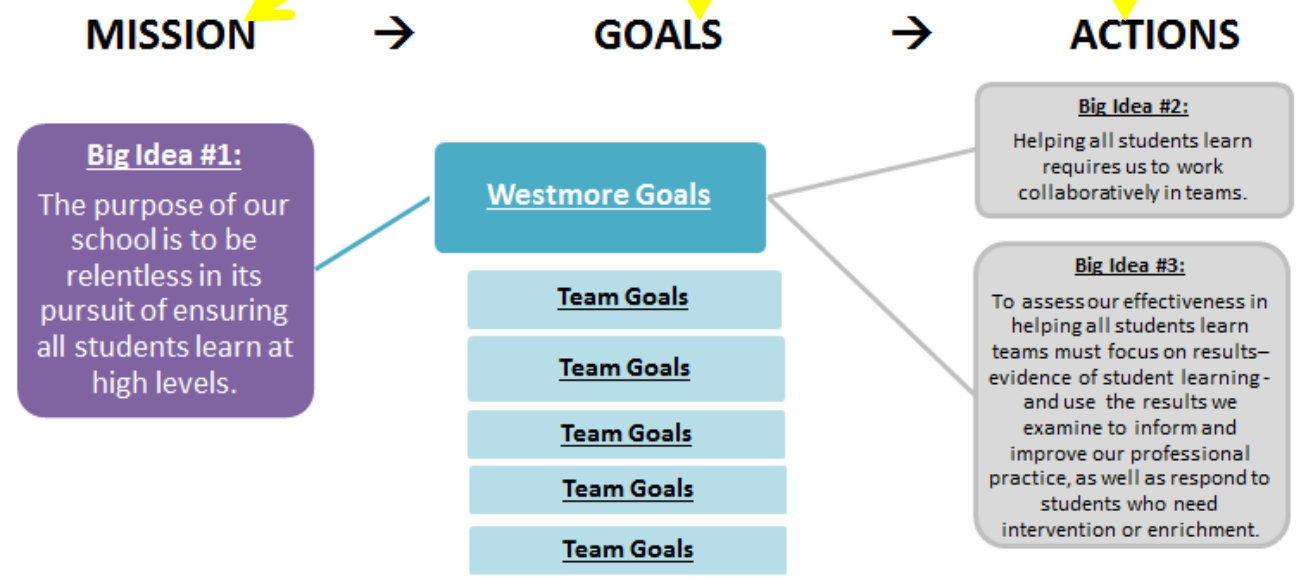 MISSION → GOALS → ACTIONS
Big Idea #1:
The purpose of our
school is to be
relentless in its
pursuit of ensuring
all students learn at
high levels.
Westmore Goals
Team Goals
Team Goals
Team Goals
Team Goals
Team Goals
Big Idea #2:
Helping all students learn
requires us to work
collaboratively in teams.
Big Idea #3:
To assess our effectiveness in
helping all students learn
teams must focus on results–
evidence of student learning-
and use the results we
examine to inform and
improve our professional
practice, as well as respond to
students who need
intervention or enrichment.